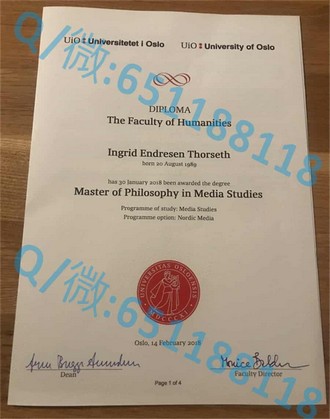 UiO: Universitetet i Oslo UiO: University of Oslo
DIPLOMA
The Faculty of Humanities
Ingrid Endresen Thorseth
born 20 August 1989
has 30 January 2018 been awarded the degree
Master of Philosophy in Media Studies
Programme of study: Media Studies
Programme option: Nordic Media
UNIVERSITAS OSLOENSIS
MDCCCXI
Oslo, 14 February 2018
Dean Faculty Director
Page 1 of 4
Q/微:651188118
Q/微:651188118